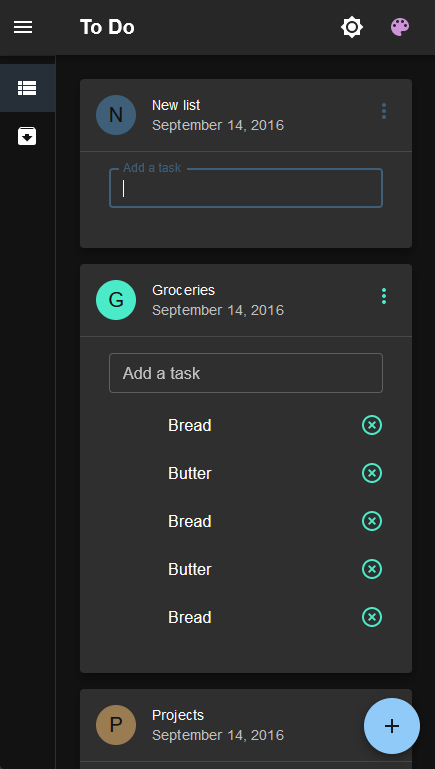 To Do
N
New list
September 14, 2016
Add a task
G
Groceries
September 14, 2016
Add a task
Bread
Butter
Bread
Butter
Bread
P
Projects
September 14, 2016